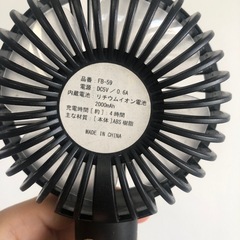 品番 : FB-59
電源 : DC5V／0.6A
内蔵電池 : リチウムイオン電池
2000mAh
充電時間 [約] : 4時間
主な材質 : [本体] ABS樹脂
MADE IN CHINA